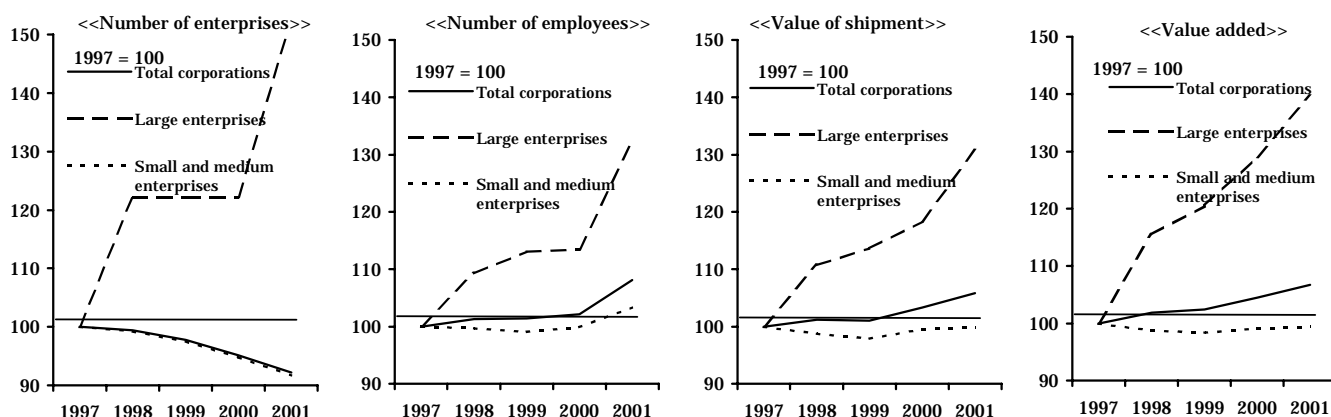 <<Number of enterprises>>
150
140
130
120
110
100
90
1997 = 100
Total corporations
Large enterprises
Small and medium
enterprises
1997 1998 1999 2000 2001
<<Number of employees>>
150
140
130
120
110
100
90
1997 = 100
Total corporations
Large enterprises
Small and medium
enterprises
1997 1998 1999 2000 2001
<<Value of shipment>>
150
140
130
120
110
100
90
1997 = 100
Total corporations
Large enterprises
Small and medium
enterprises
1997 1998 1999 2000 2001
<<Value added>>
150
140
130
120
110
100
90
1997 = 100
Total corporations
Large enterprises
Small and medium
enterprises
1997 1998 1999 2000 2001